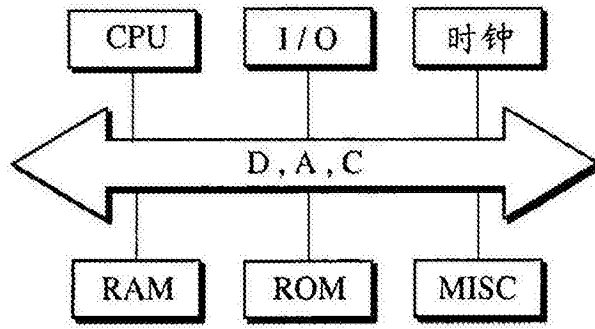 CPU I / O 时钟
D , A , C
RAM ROM MISC